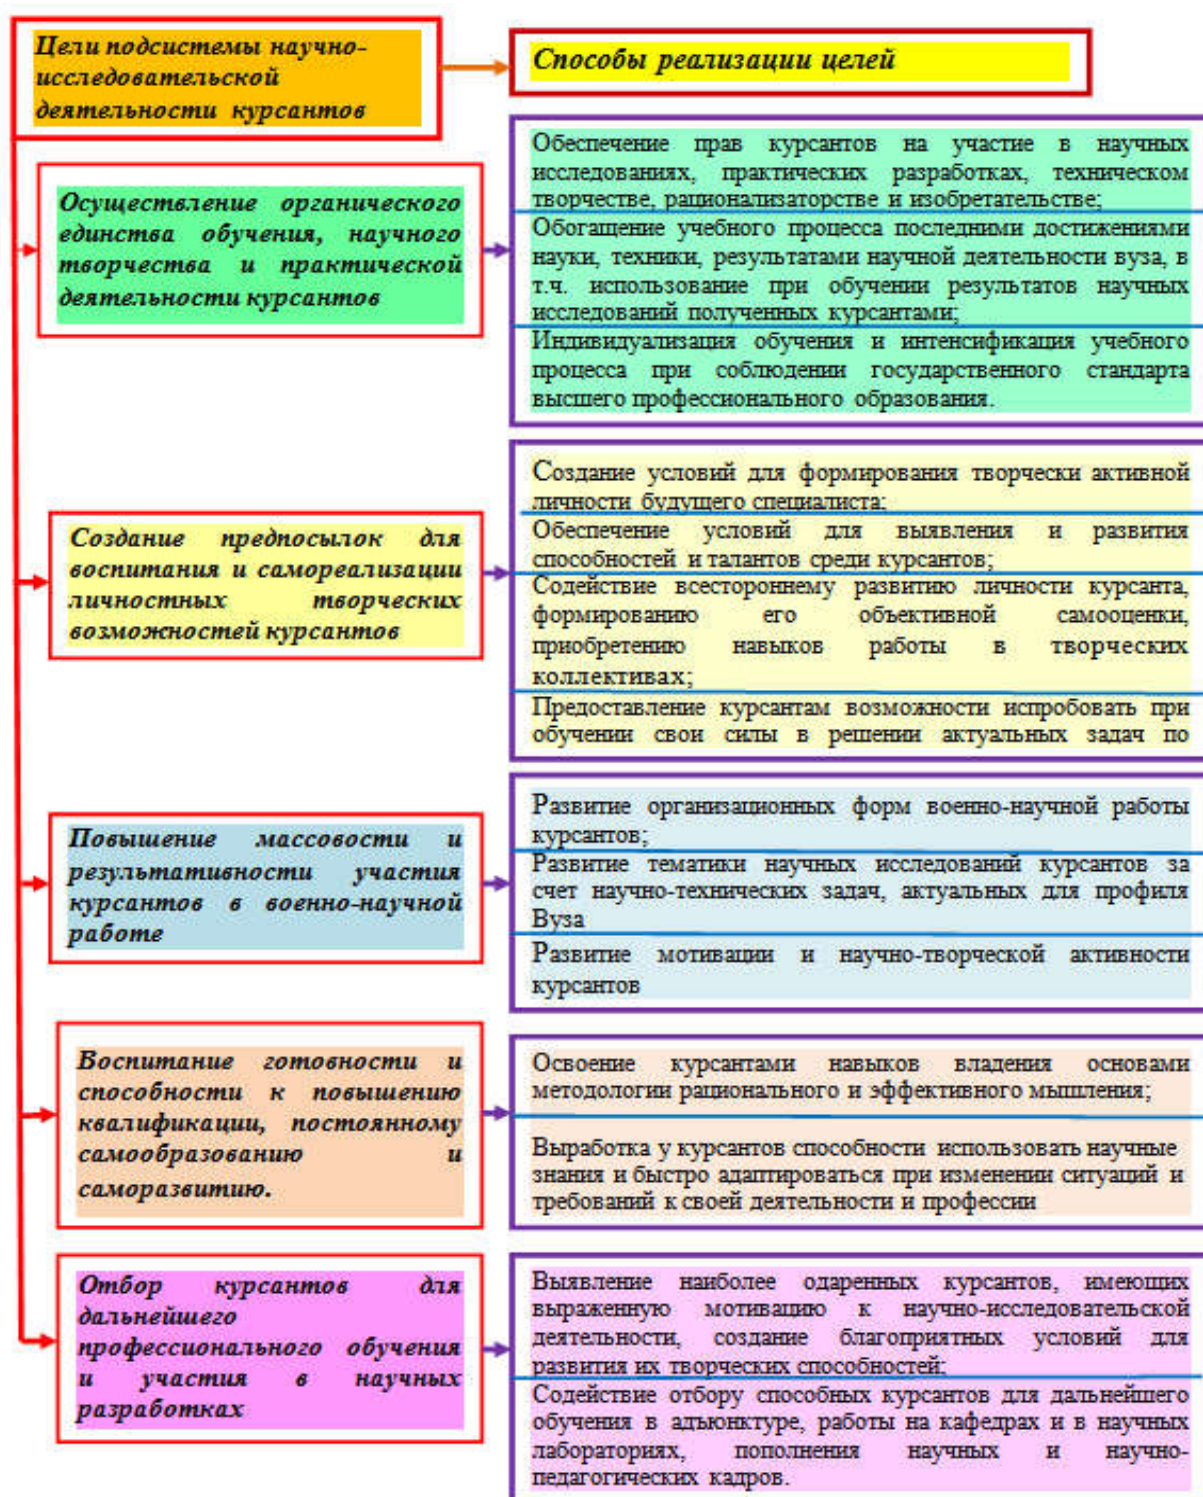 Цели подсистемы научно-
исследовательской
деятельности курсантов
Способы реализации целей
Осуществление органического
единства обучения, научного
творчества и практической
деятельности курсантов
Обеспечение прав курсантов на участие в научных
исследованиях, практических разработках, техническом
творчестве, рационализаторстве и изобретательстве;
Обогащение учебного процесса последними достижениями
науки, техники, результатами научной деятельности вуза, в
т.ч. использование при обучении результатов научных
исследований полученных курсантами;
Индивидуализация обучения и интенсификация учебного
процесса при соблюдении государственного стандарта
высшего профессионального образования.
Создание предпосылок для
воспитания и самореализации
личностных творческих
возможностей курсантов
Создание условий для формирования творчески активной
личности будущего специалиста;
Обеспечение условий для выявления и развития
способностей и талантов среди курсантов;
Содействие всестороннему развитию личности курсанта,
формированию его объективной самооценки,
приобретению навыков работы в творческих
коллективах;
Предоставление курсантам возможности испробовать при
обучении свои силы в решении актуальных задач по
Повышение массовости и
результативности участия
курсантов в военно-научной
работе
Развитие организационных форм военно-научной работы
курсантов;
Развитие тематики научных исследований курсантов за
счет научно-технических задач, актуальных для профиля
Вуза
Развитие мотивации и научно-творческой активности
курсантов
Воспитание готовности и
способности к повышению
квалификации, постоянному
самообразованию и
саморазвитию.
Освоение курсантами навыков владения основами
методологии рационального и эффективного мышления;
Выработка у курсантов способности использовать научные
знания и быстро адаптироваться при изменении ситуаций и
требований к своей деятельности и профессии
Отбор курсантов для
дальнейшего
профессионального обучения
и участия в научных
разработках
Выявление наиболее одаренных курсантов, имеющих
выраженную мотивацию к научно-исследовательской
деятельности, создание благоприятных условий для
развития их творческих способностей;
Содействие отбору способных курсантов для дальнейшего
обучения в адъюнктуре, работы на кафедрах и в научных
лабораториях, пополнения научных и научно-
педагогических кадров.